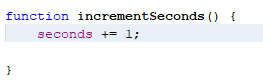 function incrementSeconds() {
    seconds += 1;
}